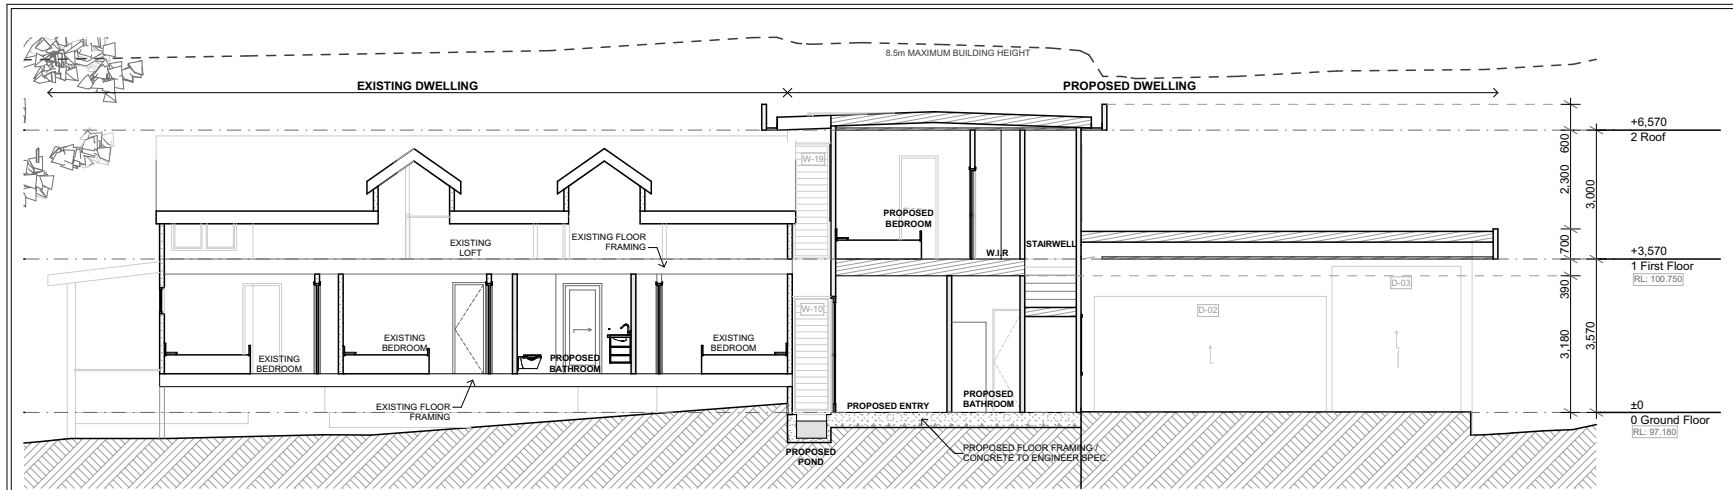 8.5m MAXIMUM BUILDING HEIGHT
EXISTING DWELLING
PROPOSED DWELLING
+6,570
2 Roof
600
2,300
3,000
W-19
PROPOSED
BEDROOM
EXISTING FLOOR
FRAMING
EXISTING
LOFT
STAIRWELL
W.I.R
700
+3,570
1 First Floor
RL: 100.750
390
D-03
W-10
D-02
EXISTING
BEDROOM
EXISTING
BEDROOM
PROPOSED
BATHROOM
EXISTING
BEDROOM
3,180
3,570
EXISTING FLOOR
FRAMING
PROPOSED ENTRY
PROPOSED
BATHROOM
±0
0 Ground Floor
RL: 97.180
PROPOSED
POND
PROPOSED FLOOR FRAMING /
CONCRETE TO ENGINEER SPEC.